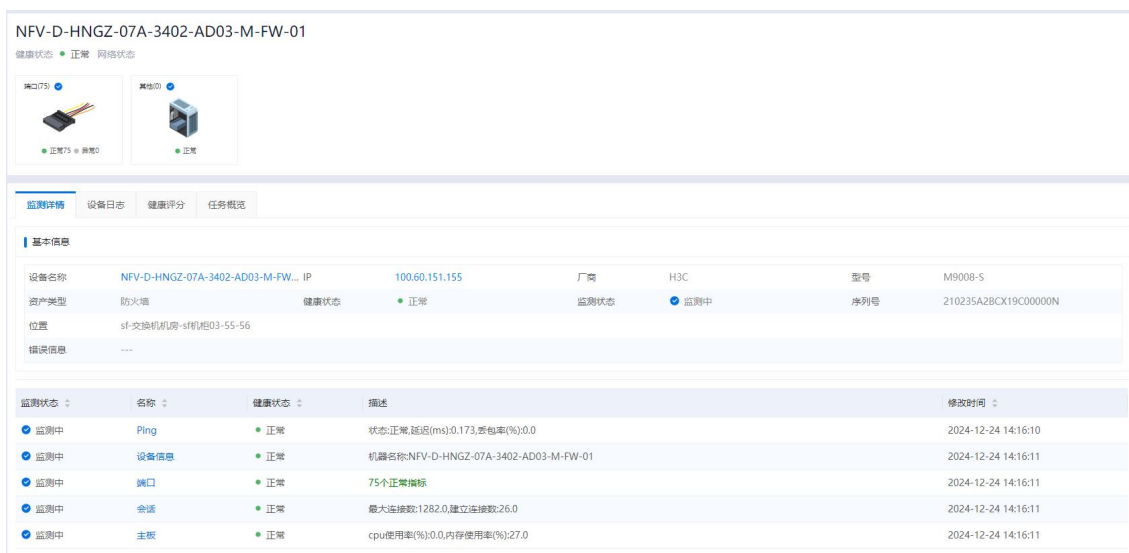 NFV-D-HNGZ-07A-3402-AD03-M-FW-01
健康状态 正常 网络状态
端口(75) 其他(0)
正常75 异常0 正常
监测详情 设备日志 健康评分 任务概览
基本信息
设备名称 NFV-D-HNGZ-07A-3402-AD03-M-FW... IP 100.60.151.155 厂商 H3C 型号 M9008-S
资产类型 防火墙 健康状态 正常 监测状态 监测中 序列号 210235A2BCX19C00000N
位置 sf-交换机机房-sf机柜03-55-56
错误信息 ---
监测状态 名称 健康状态 描述 修改时间
监测中 Ping 正常 状态:正常,延迟(ms):0.173,丢包率(%):0.0 2024-12-24 14:16:10
监测中 设备信息 正常 机器名称:NFV-D-HNGZ-07A-3402-AD03-M-FW-01 2024-12-24 14:16:11
监测中 端口 正常 75个正常指标 2024-12-24 14:16:11
监测中 会话 正常 最大连接数:1282.0,建立连接数:26.0 2024-12-24 14:16:11
监测中 主板 正常 cpu使用率(%):0.0,内存使用率(%):27.0 2024-12-24 14:16:11